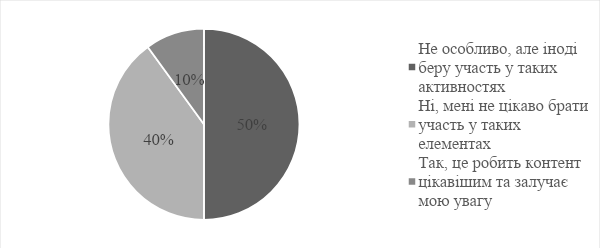 10%
50%
40%
Не особливо, але іноді
беру участь у таких
активностях
Ні, мені не цікаво брати
участь у таких
елементах
Так, це робить контент
цікавішим та залучає
мою увагу